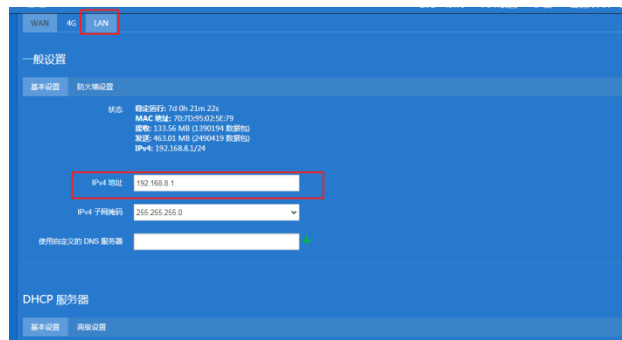 WAN 4G LAN
一般设置
基本设置 防火墙设置
状态 稳定运行: 7d 0h 21m 22s
MAC 地址: 70:7D:95:02:5E:79
接收: 133.56 MB (1390194 数据包)
发送: 463.01 MB (2490419 数据包)
IPv4: 192.168.8.1/24
IPv4 地址 192.168.8.1
IPv4 子网掩码 255.255.255.0
使用自定义的 DNS 服务器
DHCP 服务器
基本设置 高级设置